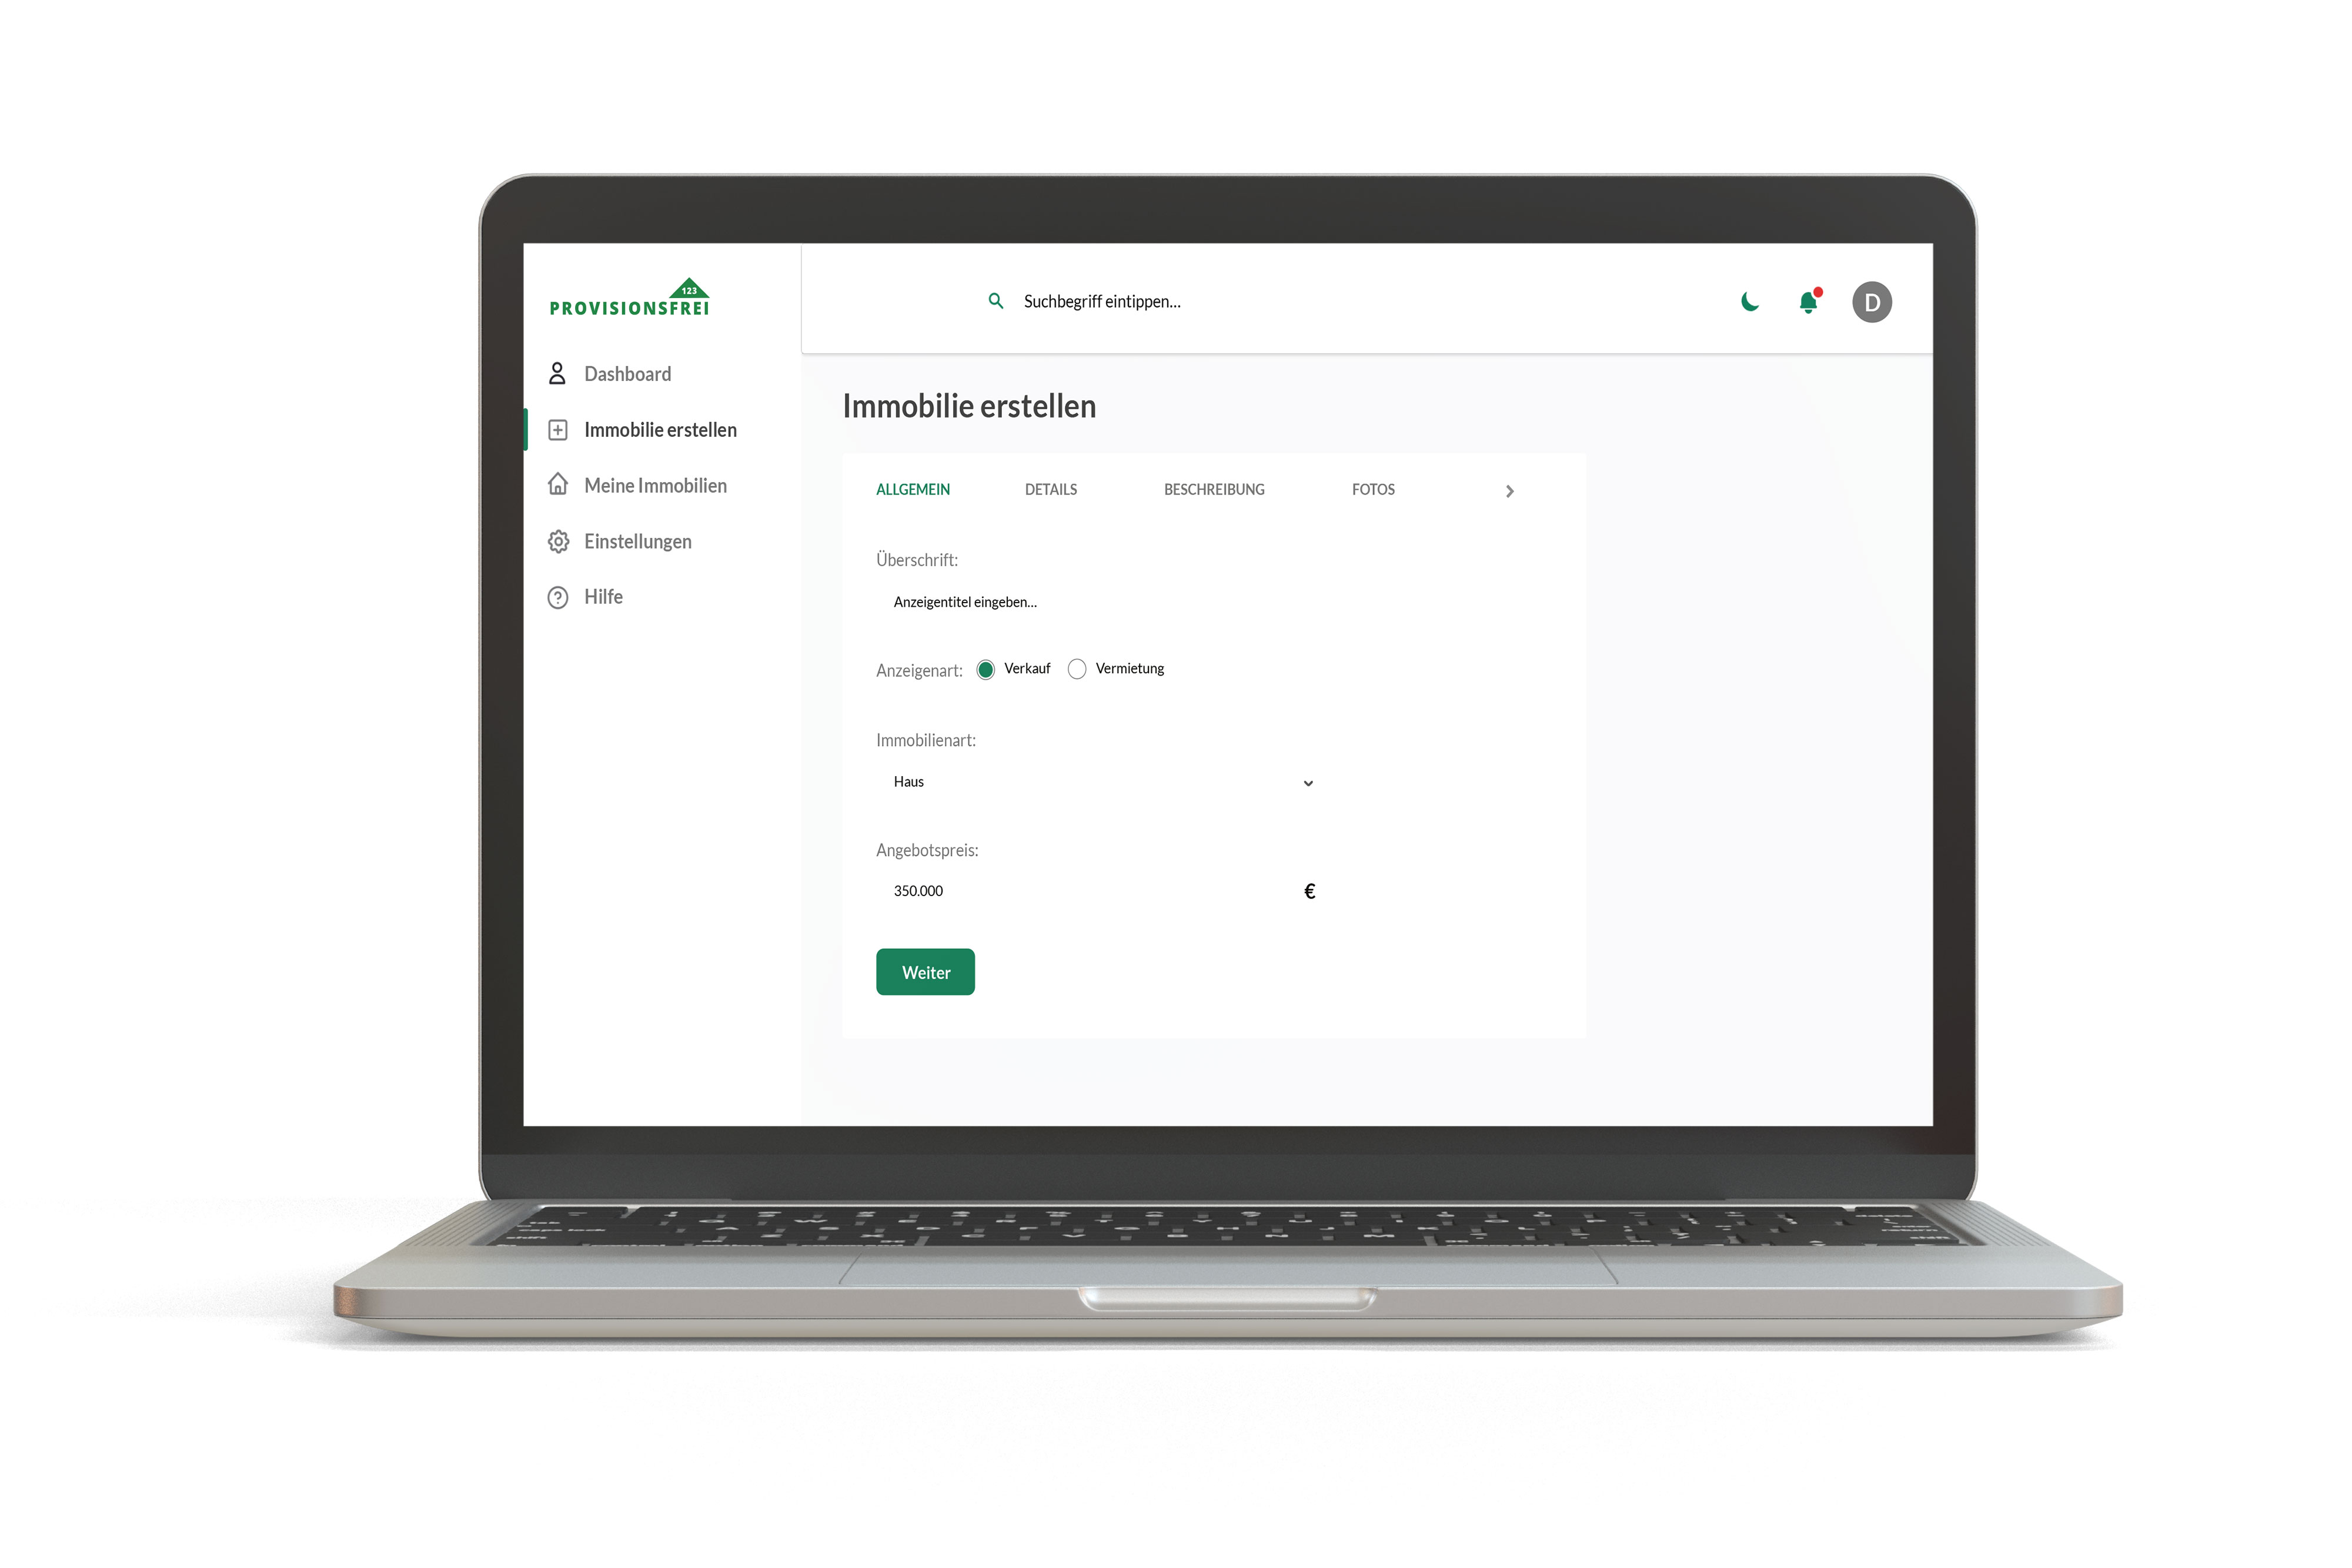 123
PROVISIONSFREI
Suchbegriff eintippen...
D
Dashboard
Immobilie erstellen
Meine Immobilien
Einstellungen
Hilfe
Immobilie erstellen
ALLGEMEIN DETAILS BESCHREIBUNG FOTOS
Überschrift:
Anzeigentitel eingeben...
Anzeigenart: Verkauf Vermietung
Immobilienart:
Haus
Angebotspreis:
350.000 €
Weiter